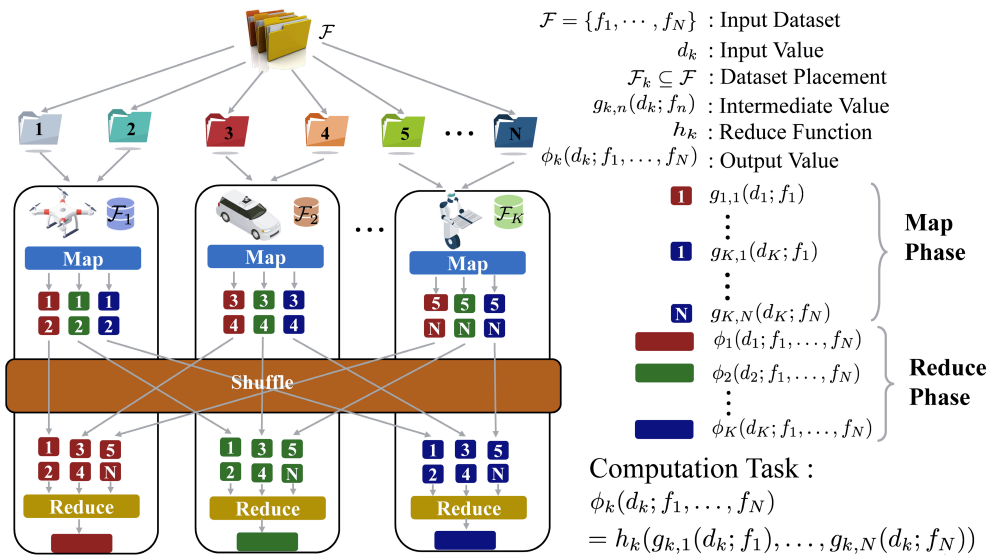 𝓕
𝓕 = {f₁, ⋯ , f_N} : Input Dataset
d_k : Input Value
𝓕_k ⊆ 𝓕 : Dataset Placement
g_{k,n}(d_k; f_n) : Intermediate Value
h_k : Reduce Function
ϕ_k(d_k; f₁, . . . , f_N) : Output Value
1 2 3 4 5 ••• N
𝓕₁ 𝓕₂ ••• 𝓕_K
Map Map Map
1 1 1 3 3 3 5 5 5
2 2 2 4 4 4 N N N
Shuffle
1 3 5 1 3 5 1 3 5
2 4 N 2 4 N 2 4 N
Reduce Reduce Reduce
1 g_{1,1}(d₁; f₁)
⋮
1 g_{K,1}(d_K; f₁)
⋮
N g_{K,N}(d_K; f_N)
Map
Phase
ϕ₁(d₁; f₁, . . . , f_N)
ϕ₂(d₂; f₁, . . . , f_N)
⋮
ϕ_K(d_K; f₁, . . . , f_N)
Reduce
Phase
Computation Task :
ϕ_k(d_k; f₁, . . . , f_N)
= h_k(g_{k,1}(d_k; f₁), . . . , g_{k,N}(d_k; f_N))